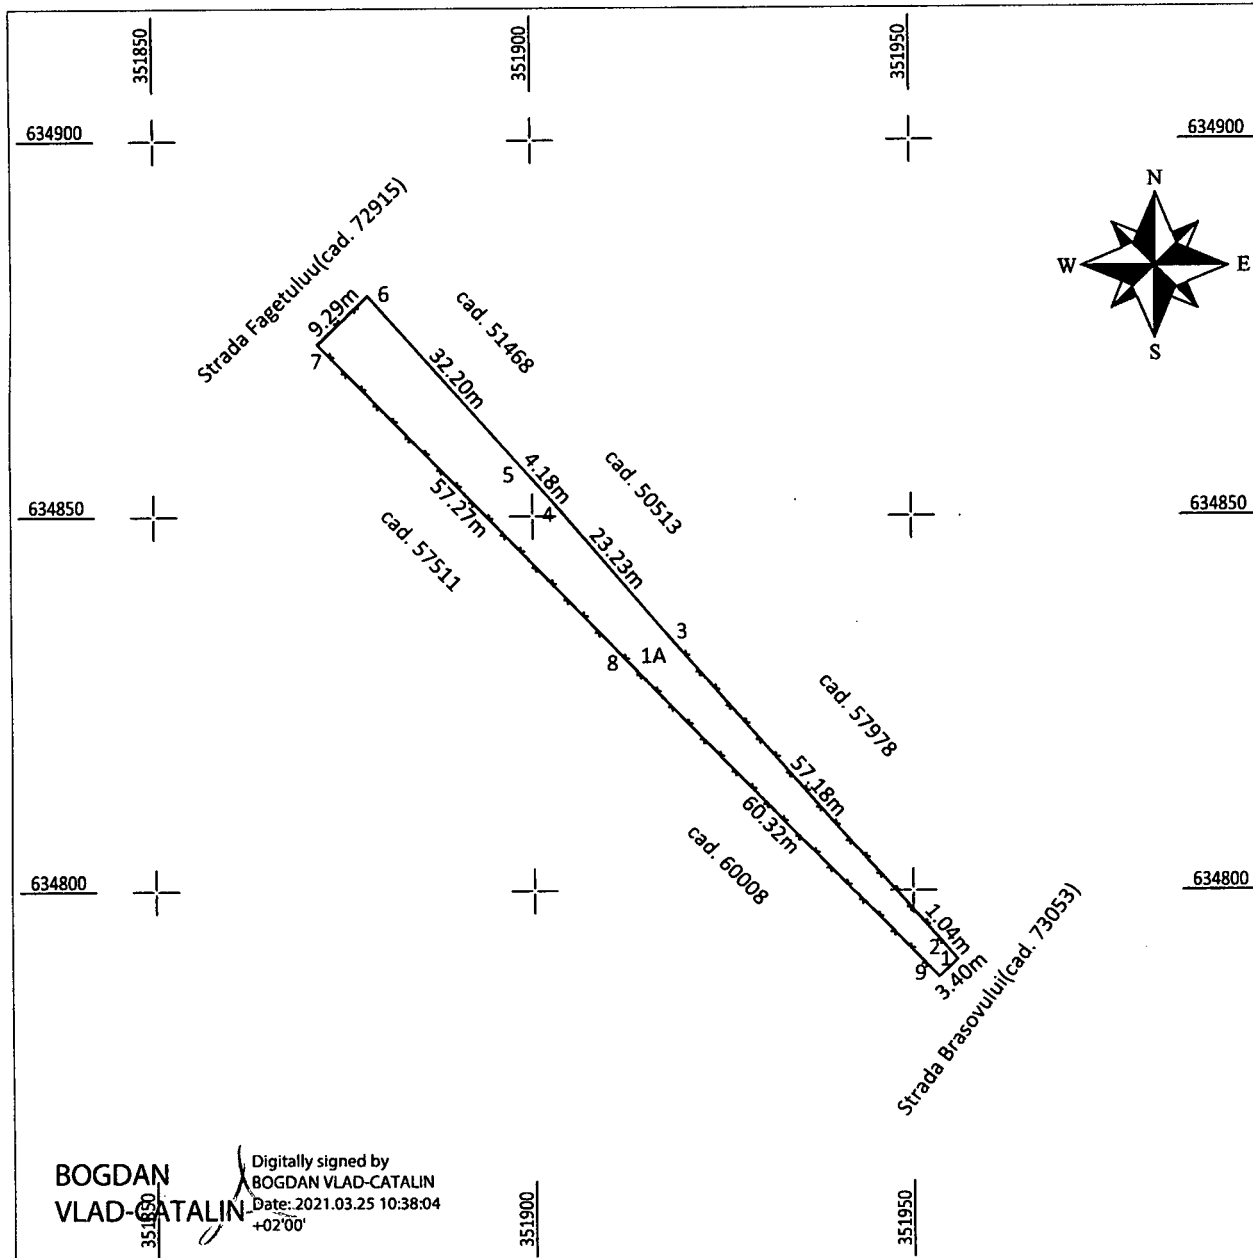 351850
351900
351950
634900
634900
N
W
E
S
Strada Fagetuluu(cad. 72915)
9.29m
6
7
cad. 51468
32.20m
5
4.18m
4
cad. 50513
634850
634850
57.27m
cad. 57511
23.23m
3
8
1A
cad. 57978
57.18m
60.32m
cad. 60008
634800
634800
1.04m
2
1
9
3.40m
Strada Brasovului(cad. 73053)
BOGDAN
VLAD-CATALIN
Digitally signed by
BOGDAN VLAD-CATALIN
Date: 2021.03.25 10:38:04
+02'00'
351850
351900
351950